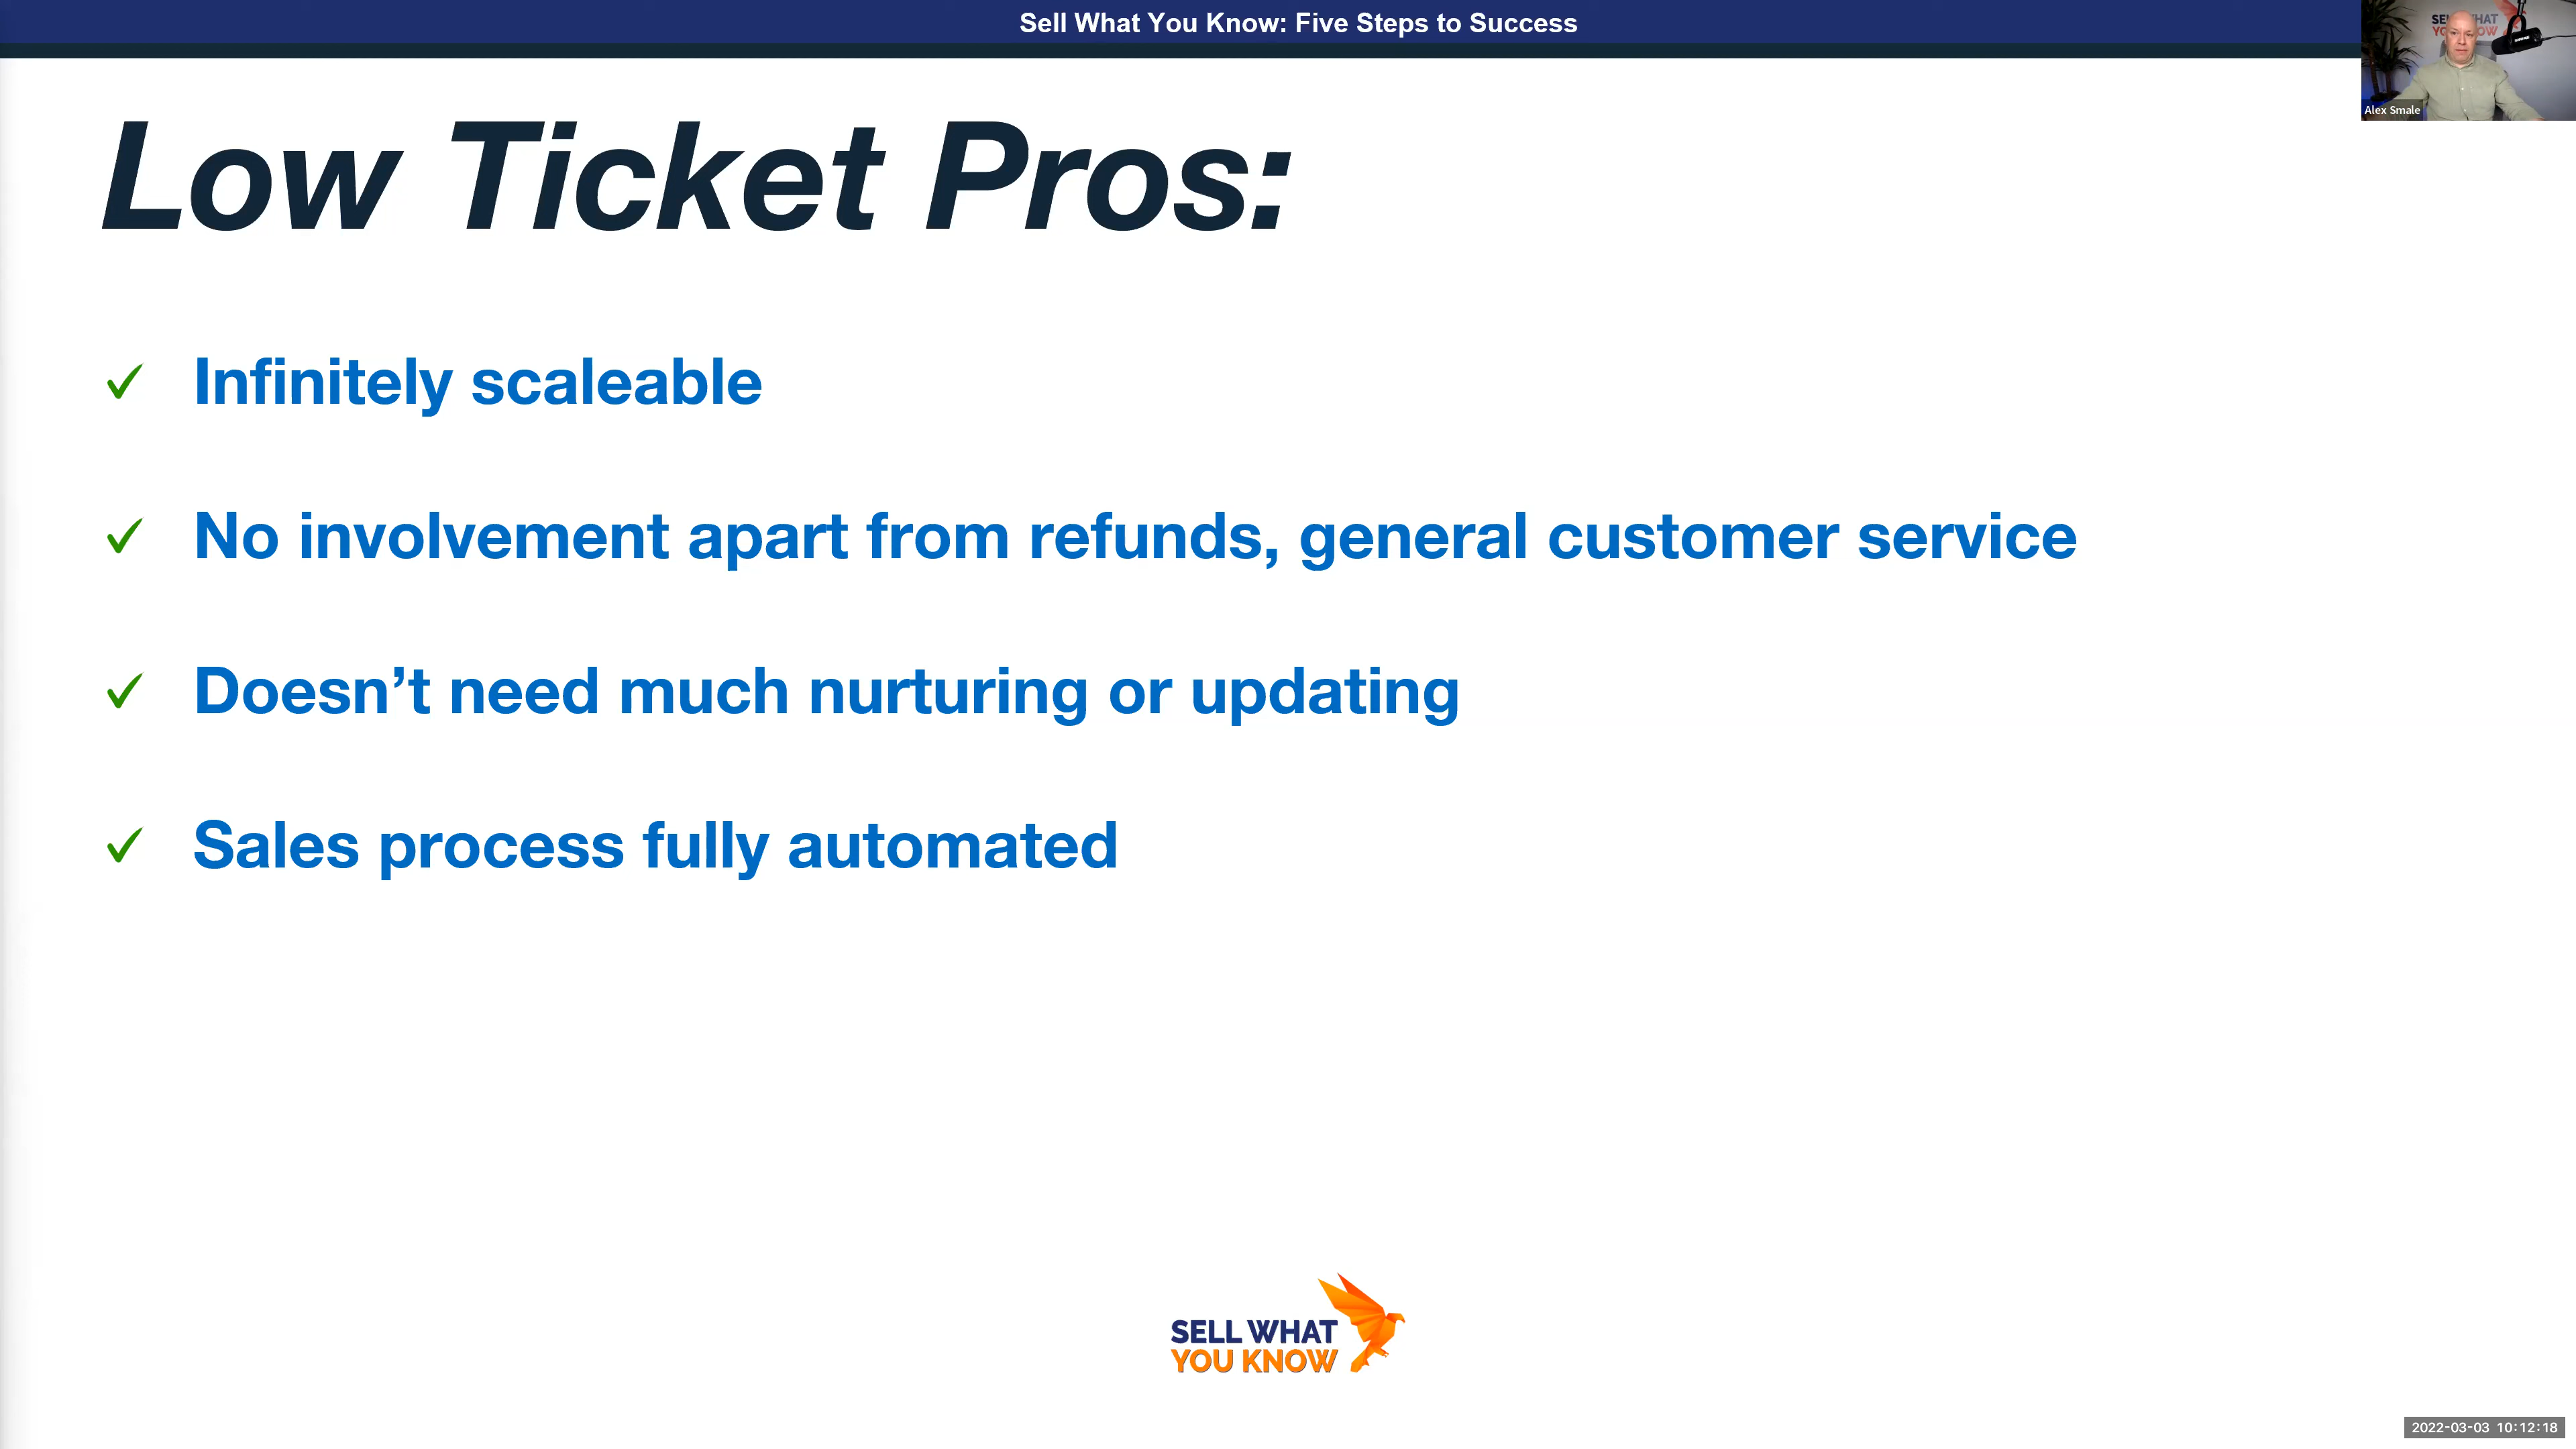 Sell What You Know: Five Steps to Success
Alex Smale
Low Ticket Pros:
✓ Infinitely scaleable
✓ No involvement apart from refunds, general customer service
✓ Doesn’t need much nurturing or updating
✓ Sales process fully automated
SELL WHAT
YOU KNOW
2022-03-03 10:12:18